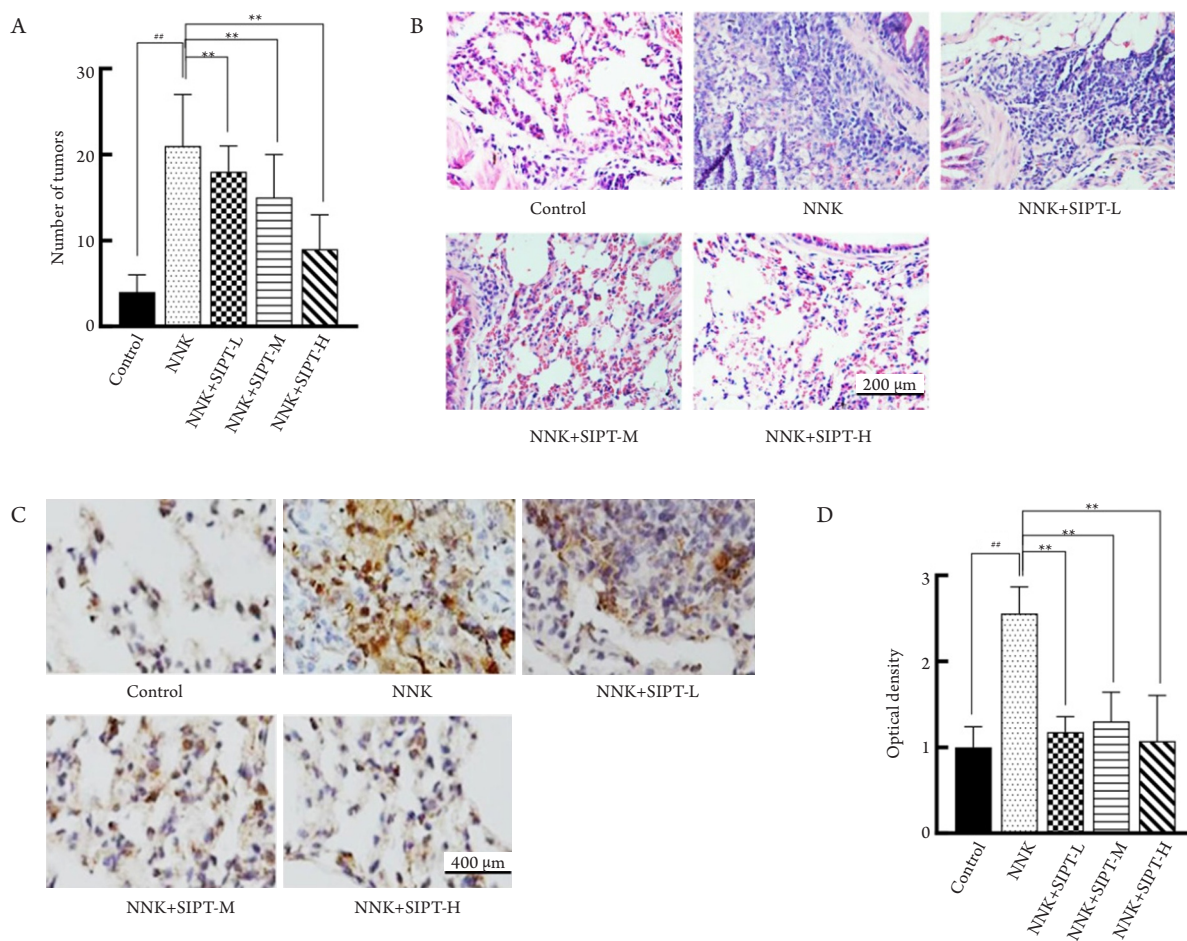 A
##
**
**
**
30
20
10
0
Number of tumors
Control
NNK
NNK+SIPT-L
NNK+SIPT-M
NNK+SIPT-H
B
Control
NNK
NNK+SIPT-L
200 μm
NNK+SIPT-M
NNK+SIPT-H
C
Control
NNK
NNK+SIPT-L
400 μm
NNK+SIPT-M
NNK+SIPT-H
D
##
**
**
**
3
2
1
0
Optical density
Control
NNK
NNK+SIPT-L
NNK+SIPT-M
NNK+SIPT-H